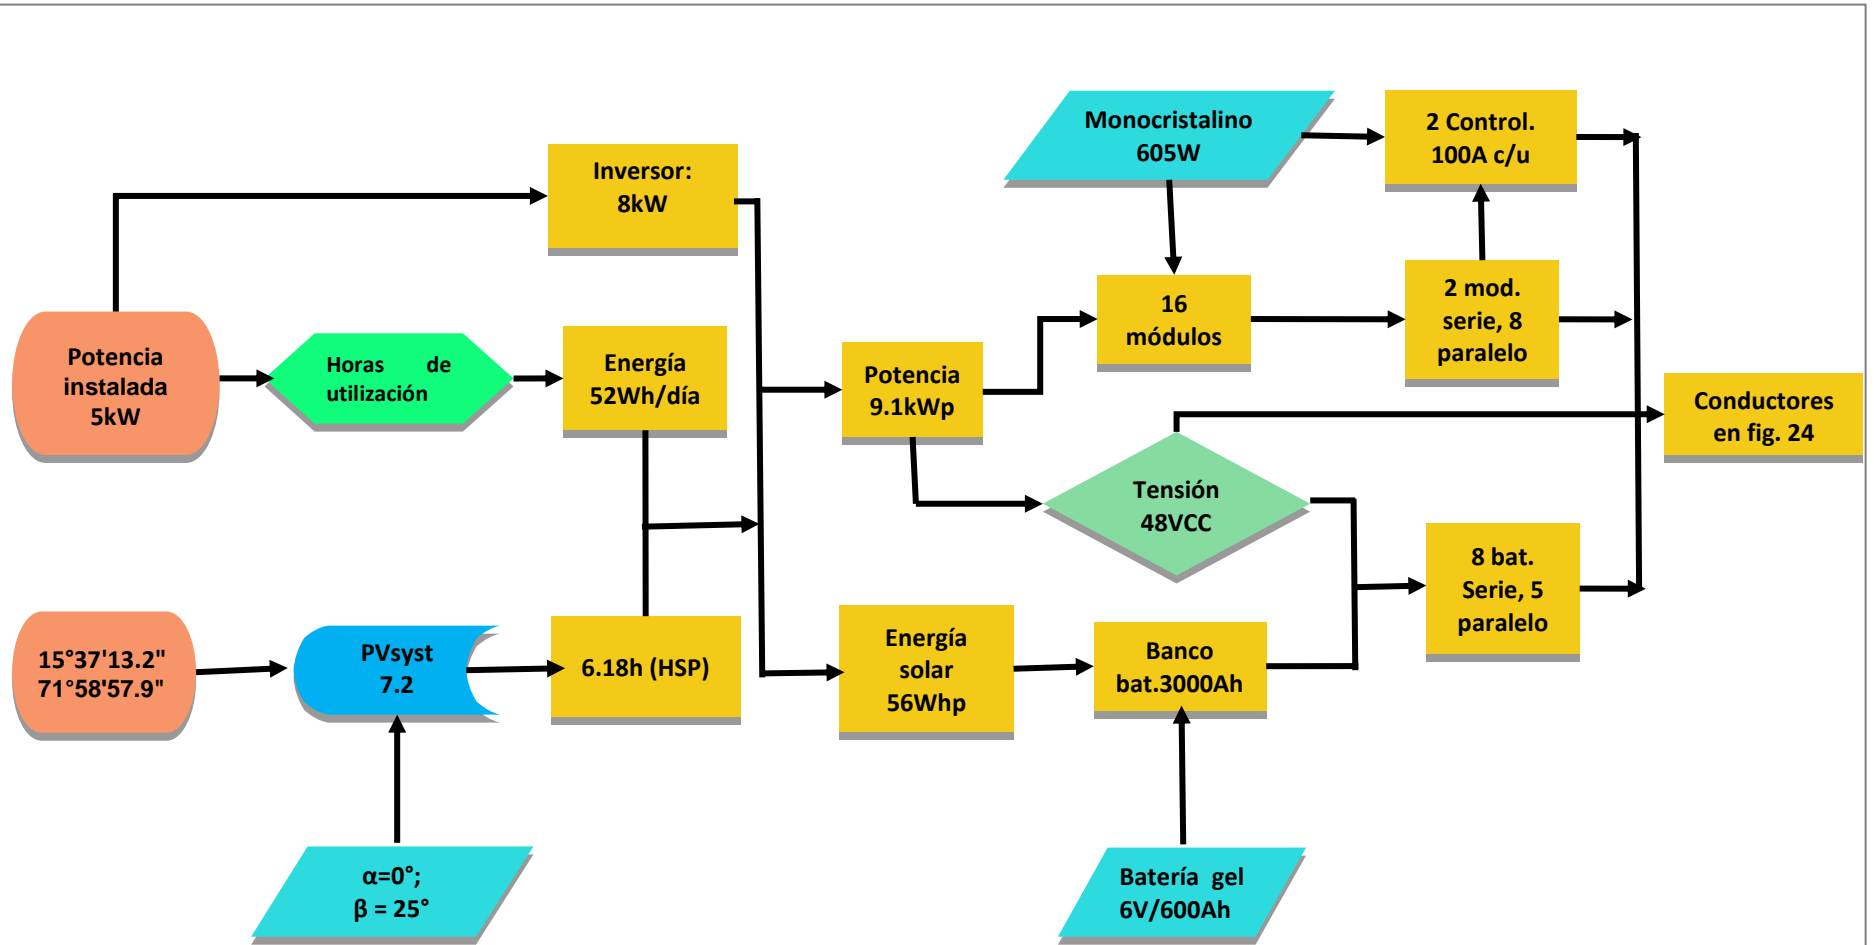 Monocristalino
605W
2 Control.
100A c/u
Inversor:
8kW
16
módulos
2 mod.
serie, 8
paralelo
Potencia
instalada
5kW
Horas de
utilización
Energía
52Wh/día
Potencia
9.1kWp
Conductores
en fig. 24
Tensión
48VCC
8 bat.
Serie, 5
paralelo
15°37'13.2"
71°58'57.9"
PVsyst
7.2
6.18h (HSP)
Energía
solar
56Whp
Banco
bat.3000Ah
α=0°;
β = 25°
Batería gel
6V/600Ah